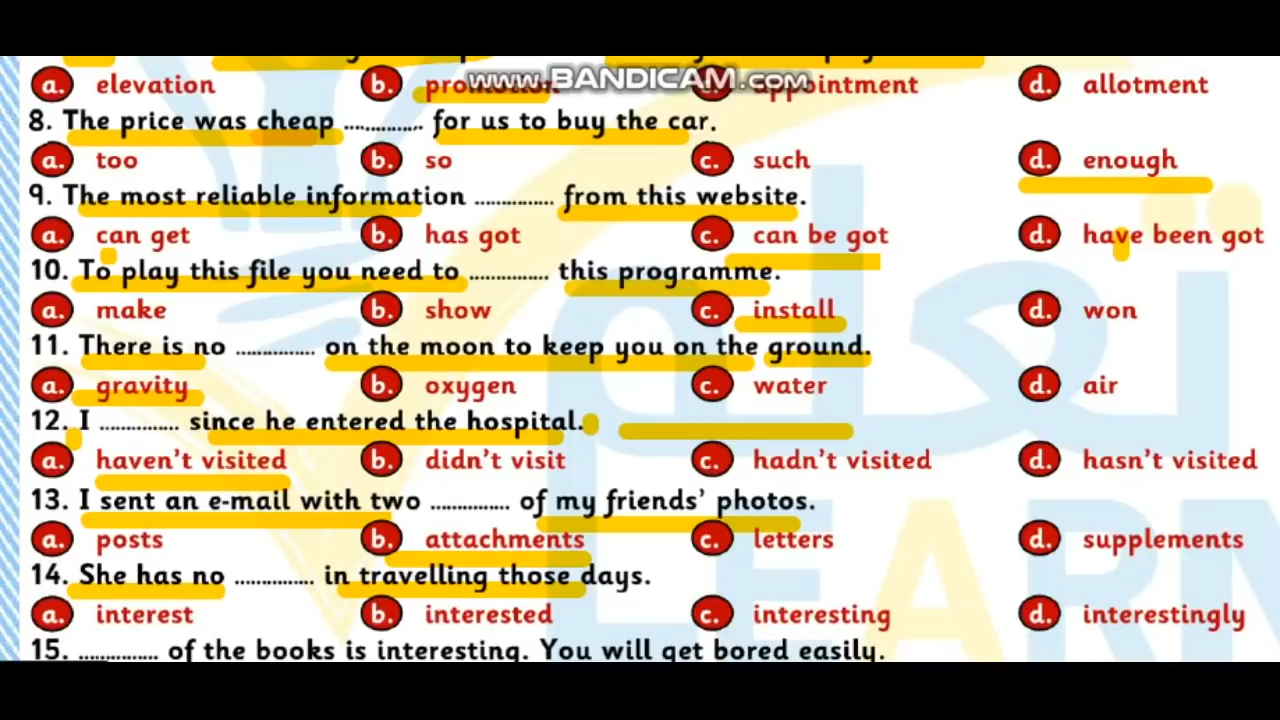 www.BANDICAM.com
a. elevation b. promotion c. appointment d. allotment
8. The price was cheap .............. for us to buy the car.
a. too b. so c. such d. enough
9. The most reliable information .............. from this website.
a. can get b. has got c. can be got d. have been got
10. To play this file you need to .............. this programme.
a. make b. show c. install d. won
11. There is no .............. on the moon to keep you on the ground.
a. gravity b. oxygen c. water d. air
12. I .............. since he entered the hospital.
a. haven't visited b. didn't visit c. hadn't visited d. hasn't visited
13. I sent an e-mail with two .............. of my friends' photos.
a. posts b. attachments c. letters d. supplements
14. She has no .............. in travelling those days.
a. interest b. interested c. interesting d. interestingly
15. .............. of the books is interesting. You will get bored easily.